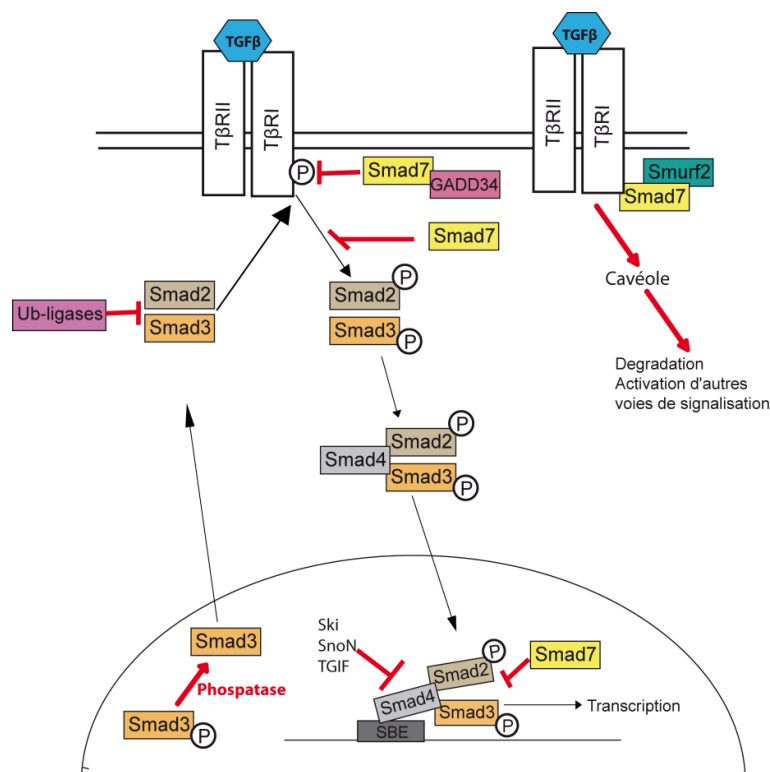 TGFβ
TGFβ
TβRII
TβRI
TβRII
TβRI
P
Smad7
GADD34
Smurf2
Smad7
Smad7
Cavéole
Ub-ligases
Smad2
Smad3
P
Smad2
Smad3
P
Degradation
Activation d'autres
voies de signalisation
P
Smad2
Smad4
Smad3
P
Ski
SnoN
TGIF
Smad3
Phospatase
Smad3
P
P
Smad2
Smad7
Smad4
Smad3
P
Transcription
SBE